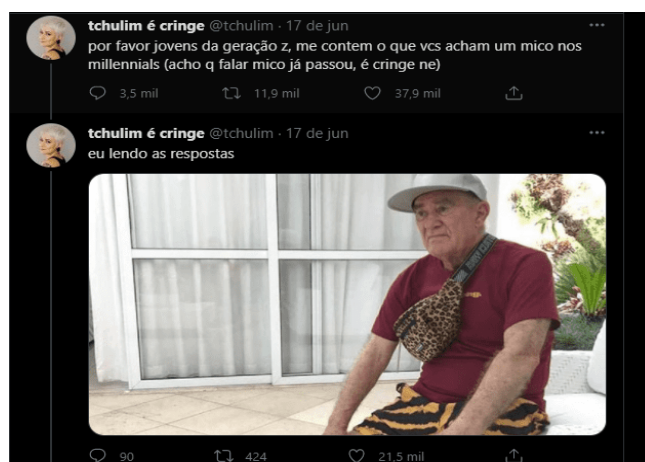 tchulim é cringe @tchulim · 17 de jun
por favor jovens da geração z, me contem o que vcs acham um mico nos
millennials (acho q falar mico já passou, é cringe ne)
3,5 mil 11,9 mil 37,9 mil
tchulim é cringe @tchulim · 17 de jun
eu lendo as respostas
90 424 21,5 mil